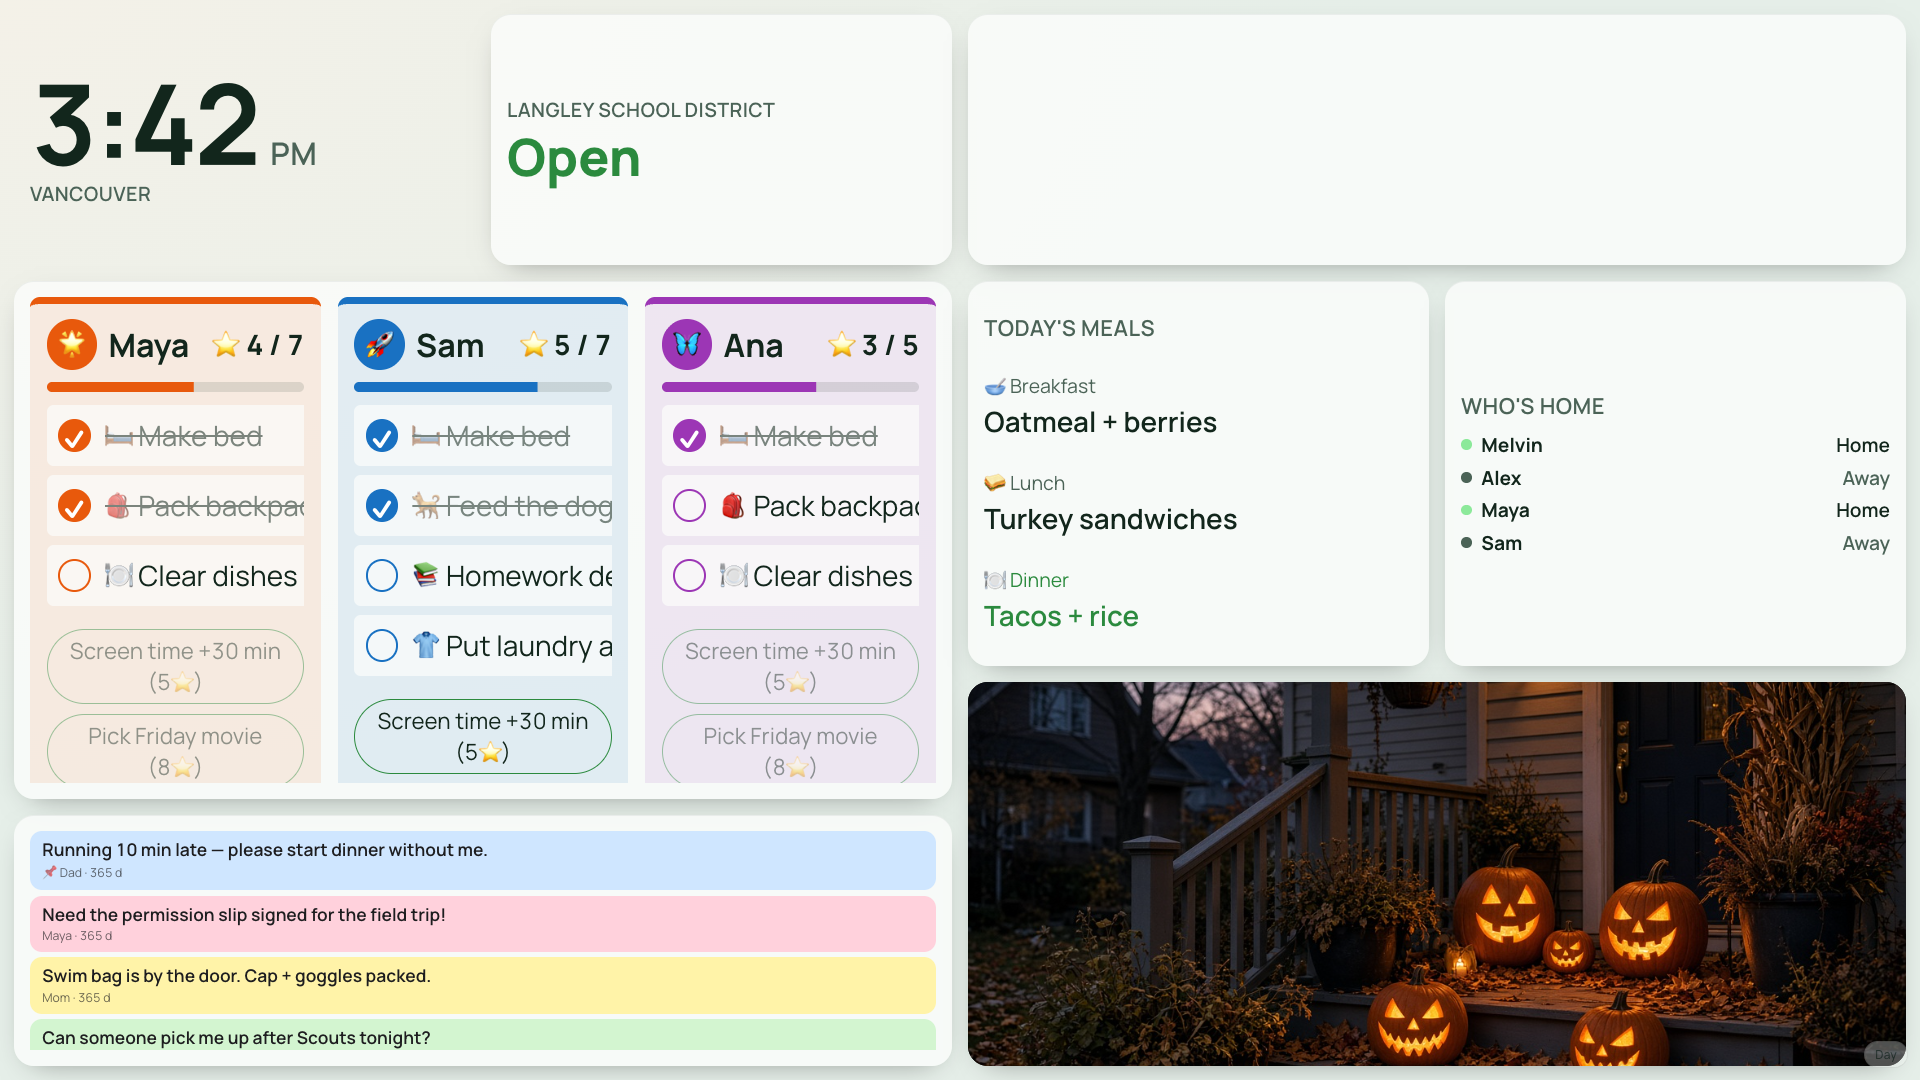 3:42 PM
VANCOUVER
LANGLEY SCHOOL DISTRICT
Open
Maya ⭐ 4 / 7
Make bed
Pack backpac
Clear dishes
Screen time +30 min
(5⭐)
Pick Friday movie
(8⭐)
Sam ⭐ 5 / 7
Make bed
Feed the dog
Homework de
Put laundry a
Screen time +30 min
(5⭐)
Ana ⭐ 3 / 5
Make bed
Pack backpac
Clear dishes
Screen time +30 min
(5⭐)
Pick Friday movie
(8⭐)
TODAY'S MEALS
Breakfast
Oatmeal + berries
Lunch
Turkey sandwiches
Dinner
Tacos + rice
WHO'S HOME
Melvin Home
Alex Away
Maya Home
Sam Away
Running 10 min late — please start dinner without me.
📌 Dad · 365 d
Need the permission slip signed for the field trip!
Maya · 365 d
Swim bag is by the door. Cap + goggles packed.
Mom · 365 d
Can someone pick me up after Scouts tonight?
Day